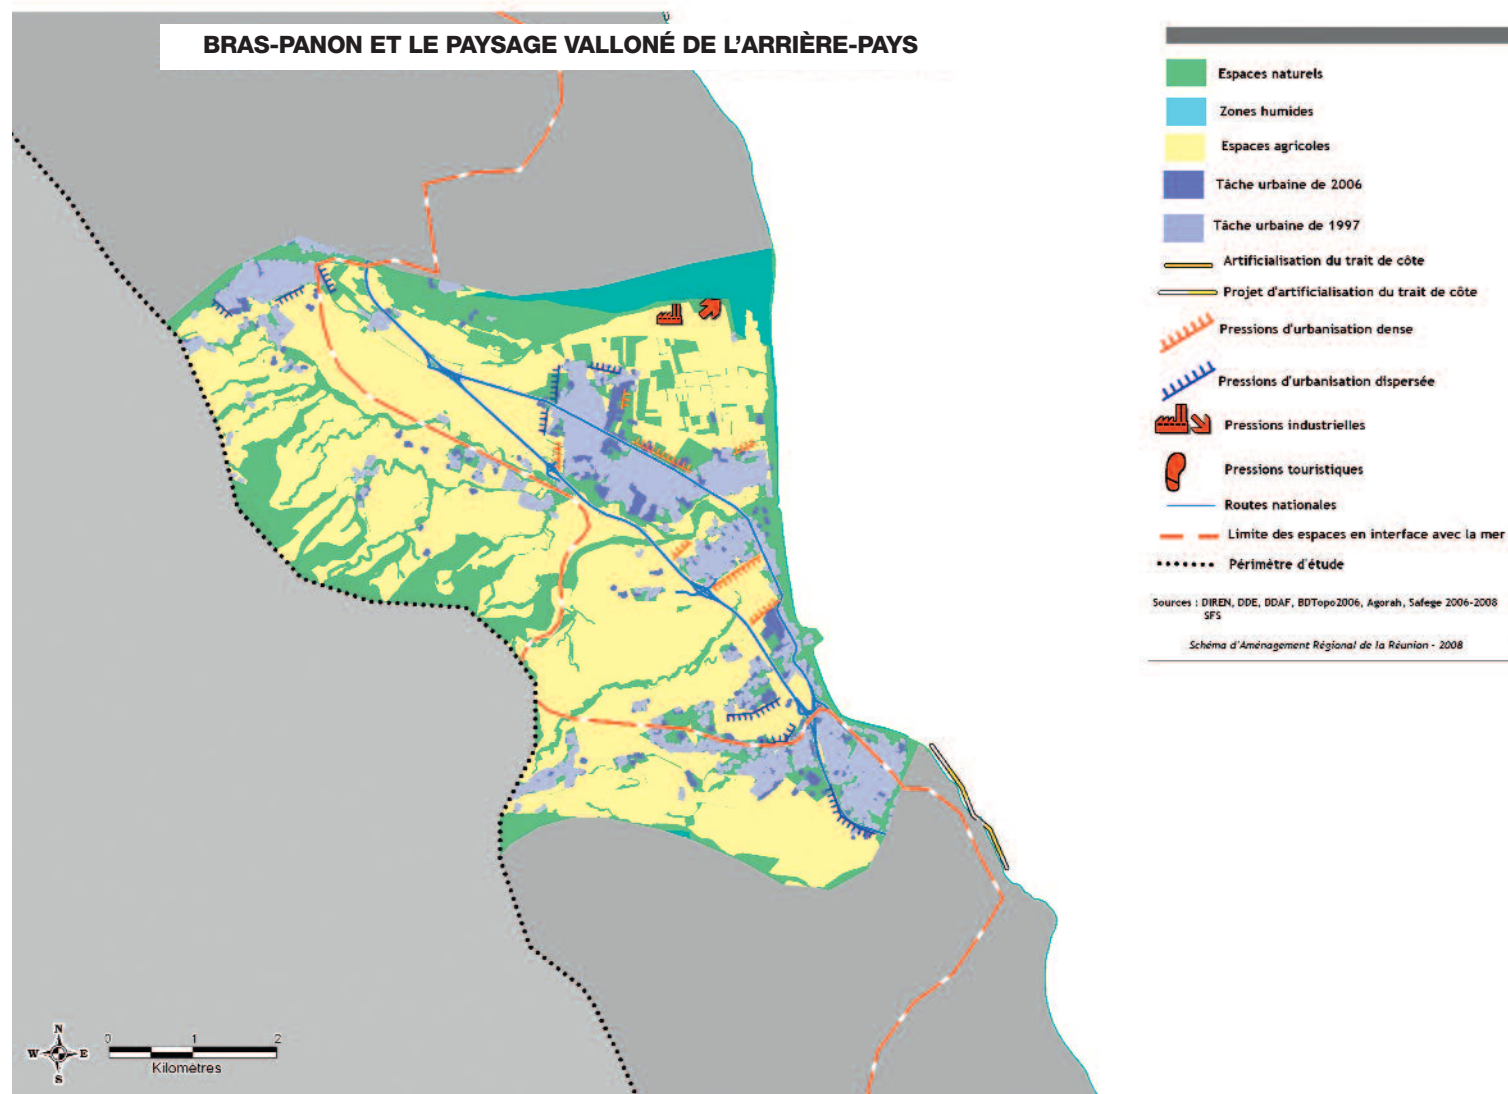 BRAS-PANON ET LE PAYSAGE VALLONÉ DE L'ARRIÈRE-PAYS
Espaces naturels
Zones humides
Espaces agricoles
Tâche urbaine de 2006
Tâche urbaine de 1997
Artificialisation du trait de côte
Projet d'artificialisation du trait de côte
Pressions d'urbanisation dense
Pressions d'urbanisation dispersée
Pressions industrielles
Pressions touristiques
Routes nationales
Limite des espaces en interface avec la mer
Périmètre d'étude
Sources : DIREN, DDE, DDAF, BDTopo2006, Agorah, Safege 2006-2008
SFS
Schéma d'Aménagement Régional de la Réunion - 2008
N
W E
S
0 1 2
Kilomètres